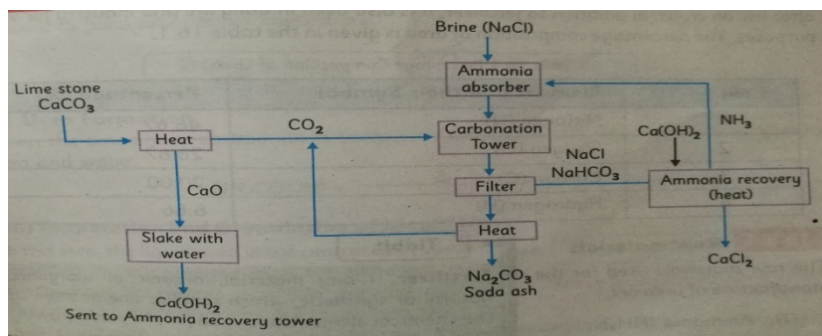 Brine (NaCl)
Ammonia
absorber
Lime stone
CaCO₃
Heat
CO₂
Carbonation
Tower
NaCl
NaHCO₃
Ca(OH)₂
NH₃
Ammonia recovery
(heat)
CaO
Filter
Slake with
water
Heat
CaCl₂
Na₂CO₃
Soda ash
Ca(OH)₂
Sent to Ammonia recovery tower